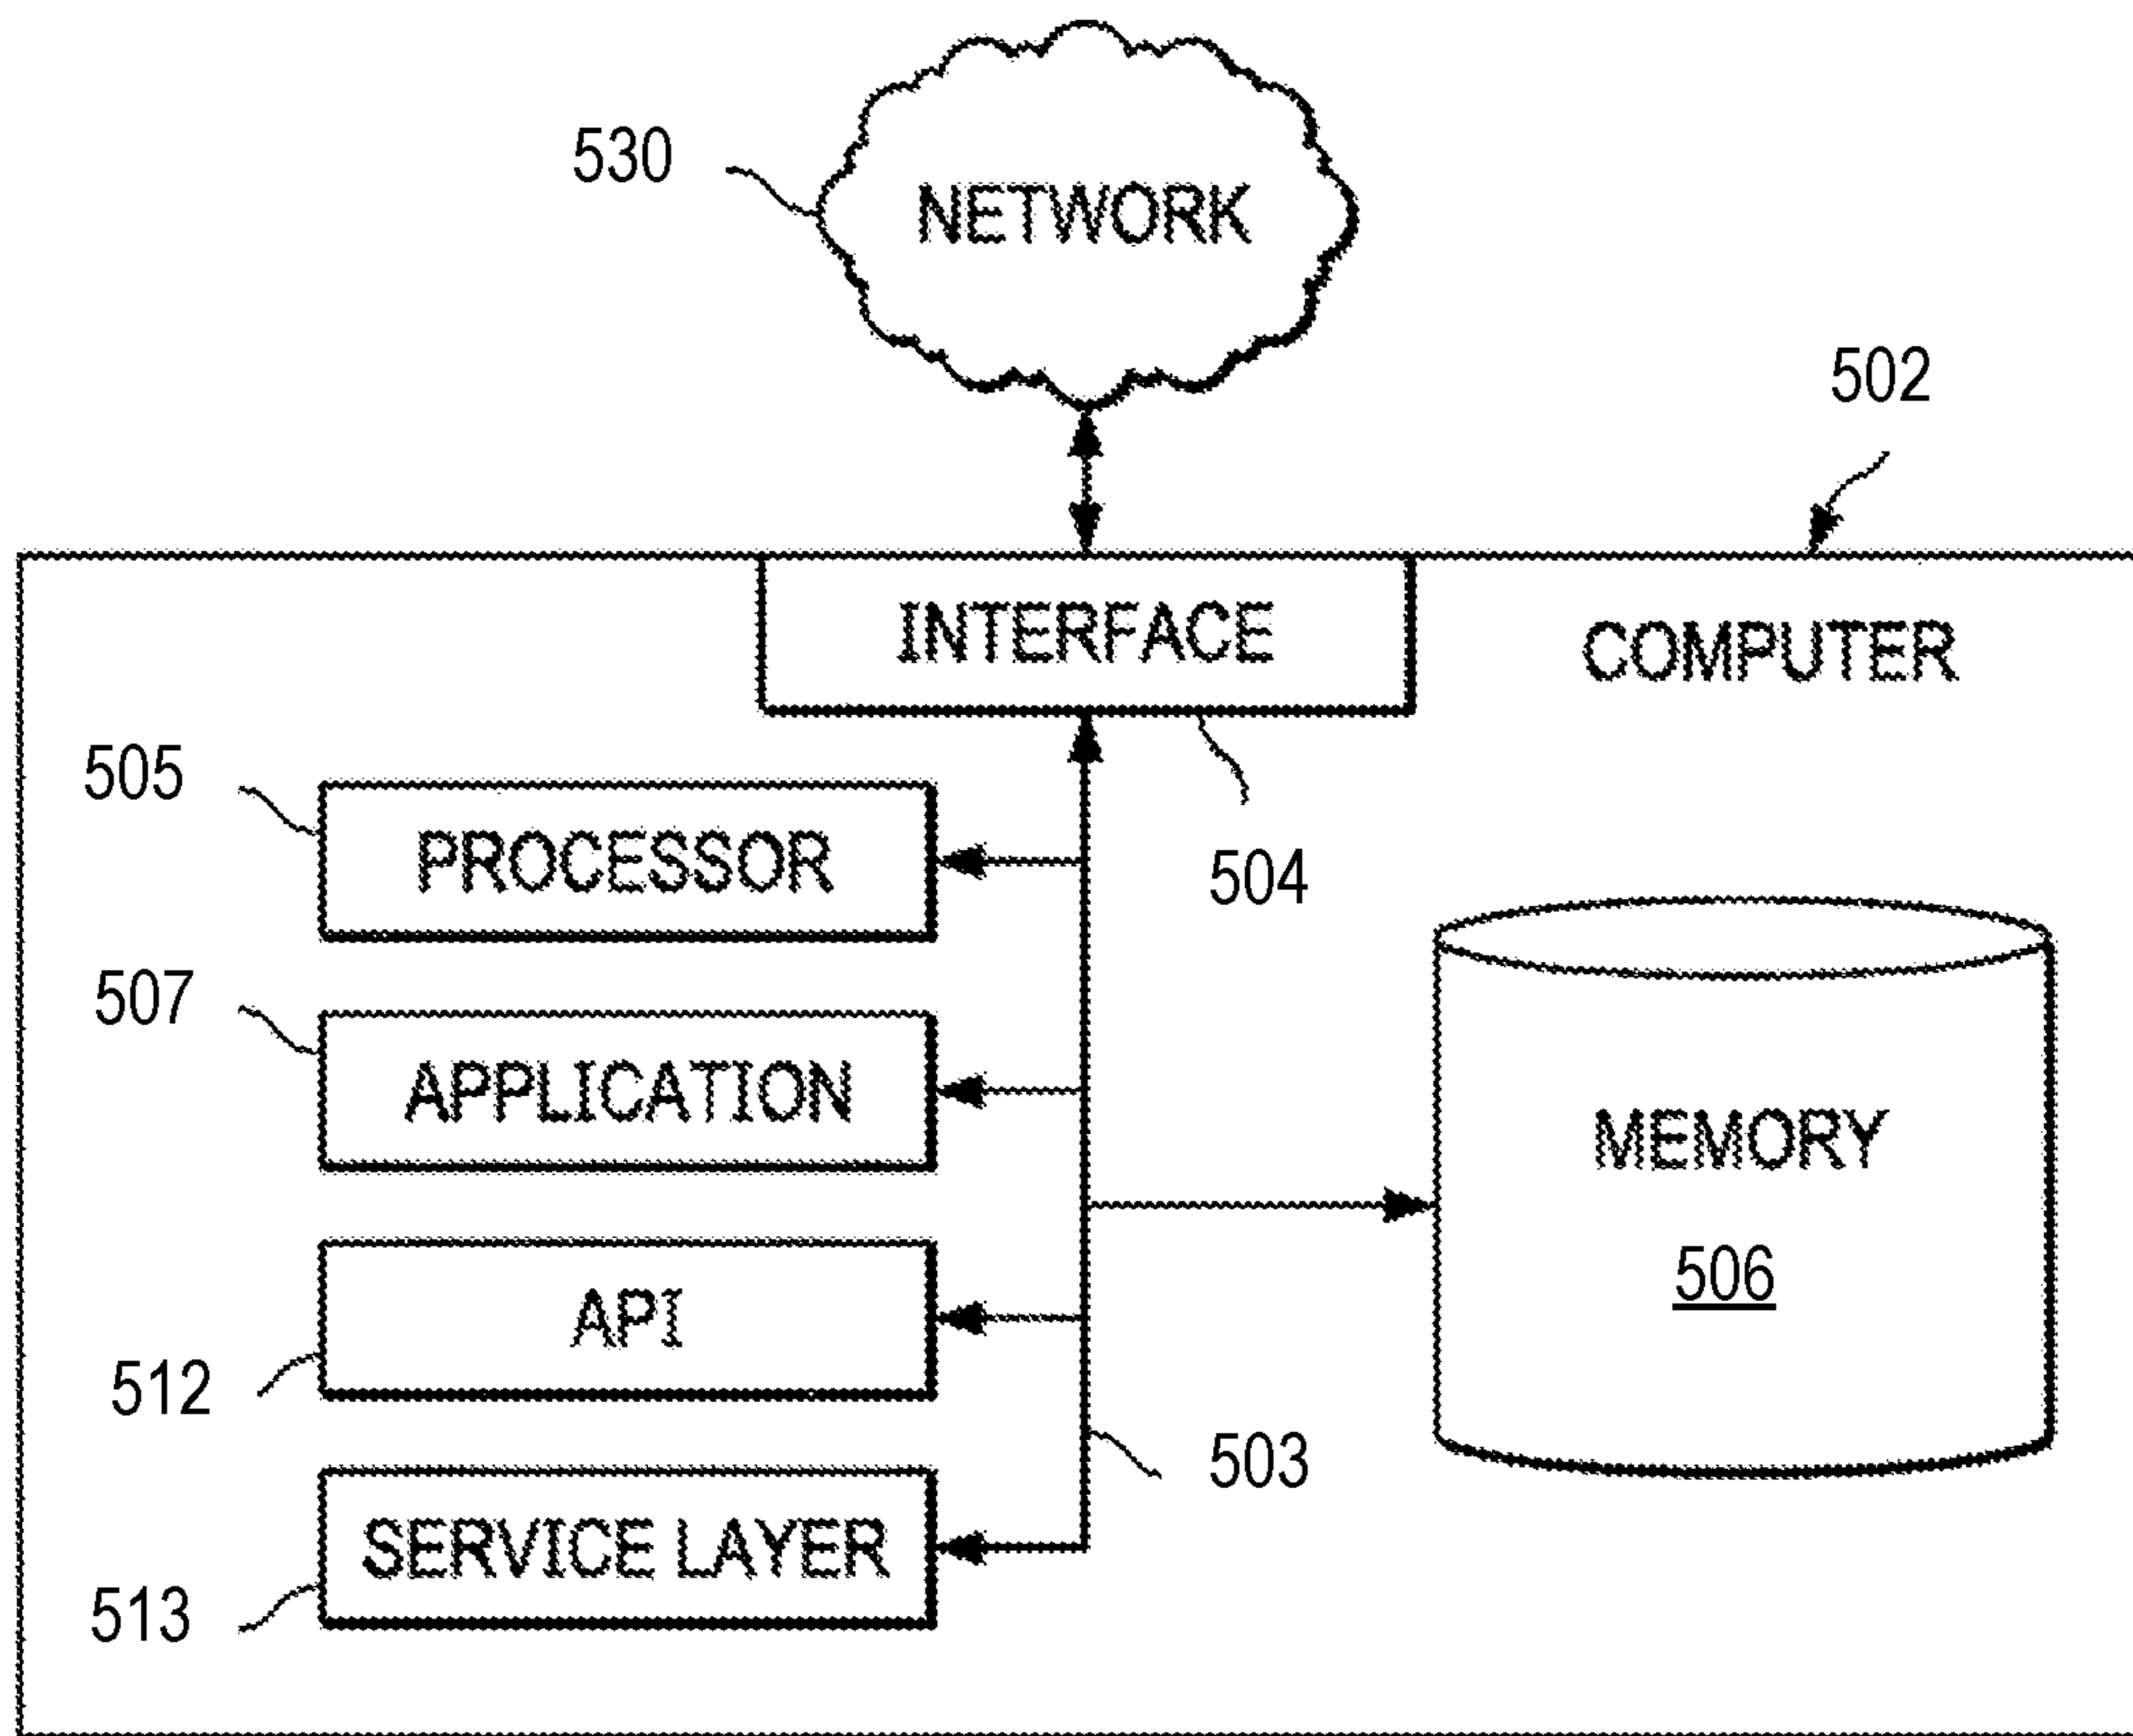 530
NETWORK
502
INTERFACE
COMPUTER
505
PROCESSOR
504
507
APPLICATION
MEMORY
506
API
512
503
SERVICE LAYER
513